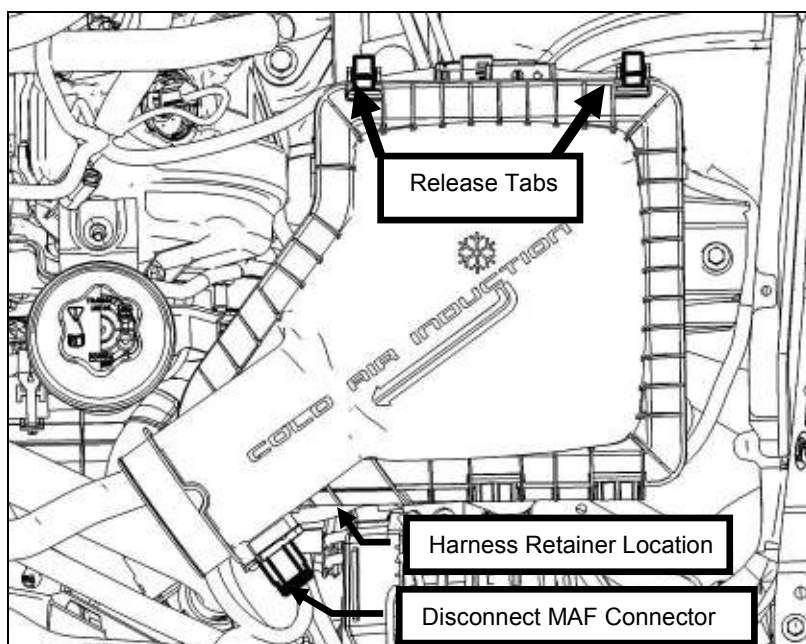 Release Tabs
COLD AIR INDUCTION
Harness Retainer Location
Disconnect MAF Connector